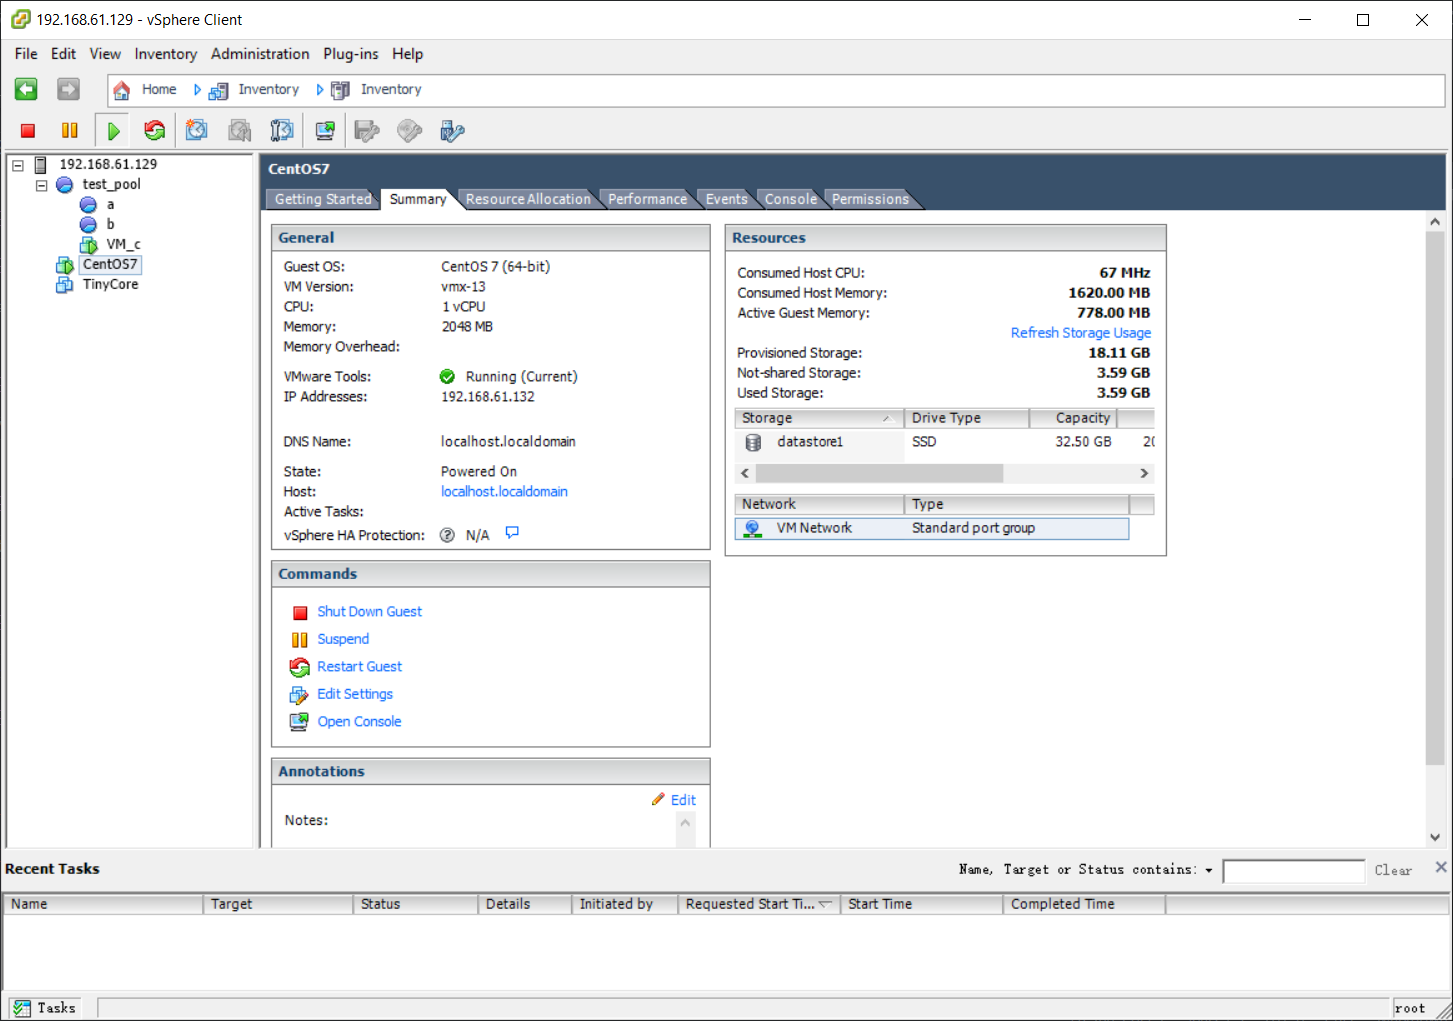 192.168.61.129 - vSphere Client
File Edit View Inventory Administration Plug-ins Help
Home Inventory Inventory
192.168.61.129
test_pool
a
b
VM_c
CentOS7
TinyCore
CentOS7
Getting Started Summary Resource Allocation Performance Events Console Permissions
General
Guest OS: CentOS 7 (64-bit)
VM Version: vmx-13
CPU: 1 vCPU
Memory: 2048 MB
Memory Overhead:
VMware Tools: Running (Current)
IP Addresses: 192.168.61.132
DNS Name: localhost.localdomain
State: Powered On
Host: localhost.localdomain
Active Tasks:
vSphere HA Protection: N/A
Commands
Shut Down Guest
Suspend
Restart Guest
Edit Settings
Open Console
Annotations
Edit
Notes:
Resources
Consumed Host CPU: 67 MHz
Consumed Host Memory: 1620.00 MB
Active Guest Memory: 778.00 MB
Refresh Storage Usage
Provisioned Storage: 18.11 GB
Not-shared Storage: 3.59 GB
Used Storage: 3.59 GB
Storage Drive Type Capacity
datastore1 SSD 32.50 GB 20
Network Type
VM Network Standard port group
Recent Tasks
Name, Target or Status contains: Clear
Name Target Status Details Initiated by Requested Start Ti... Start Time Completed Time
Tasks root